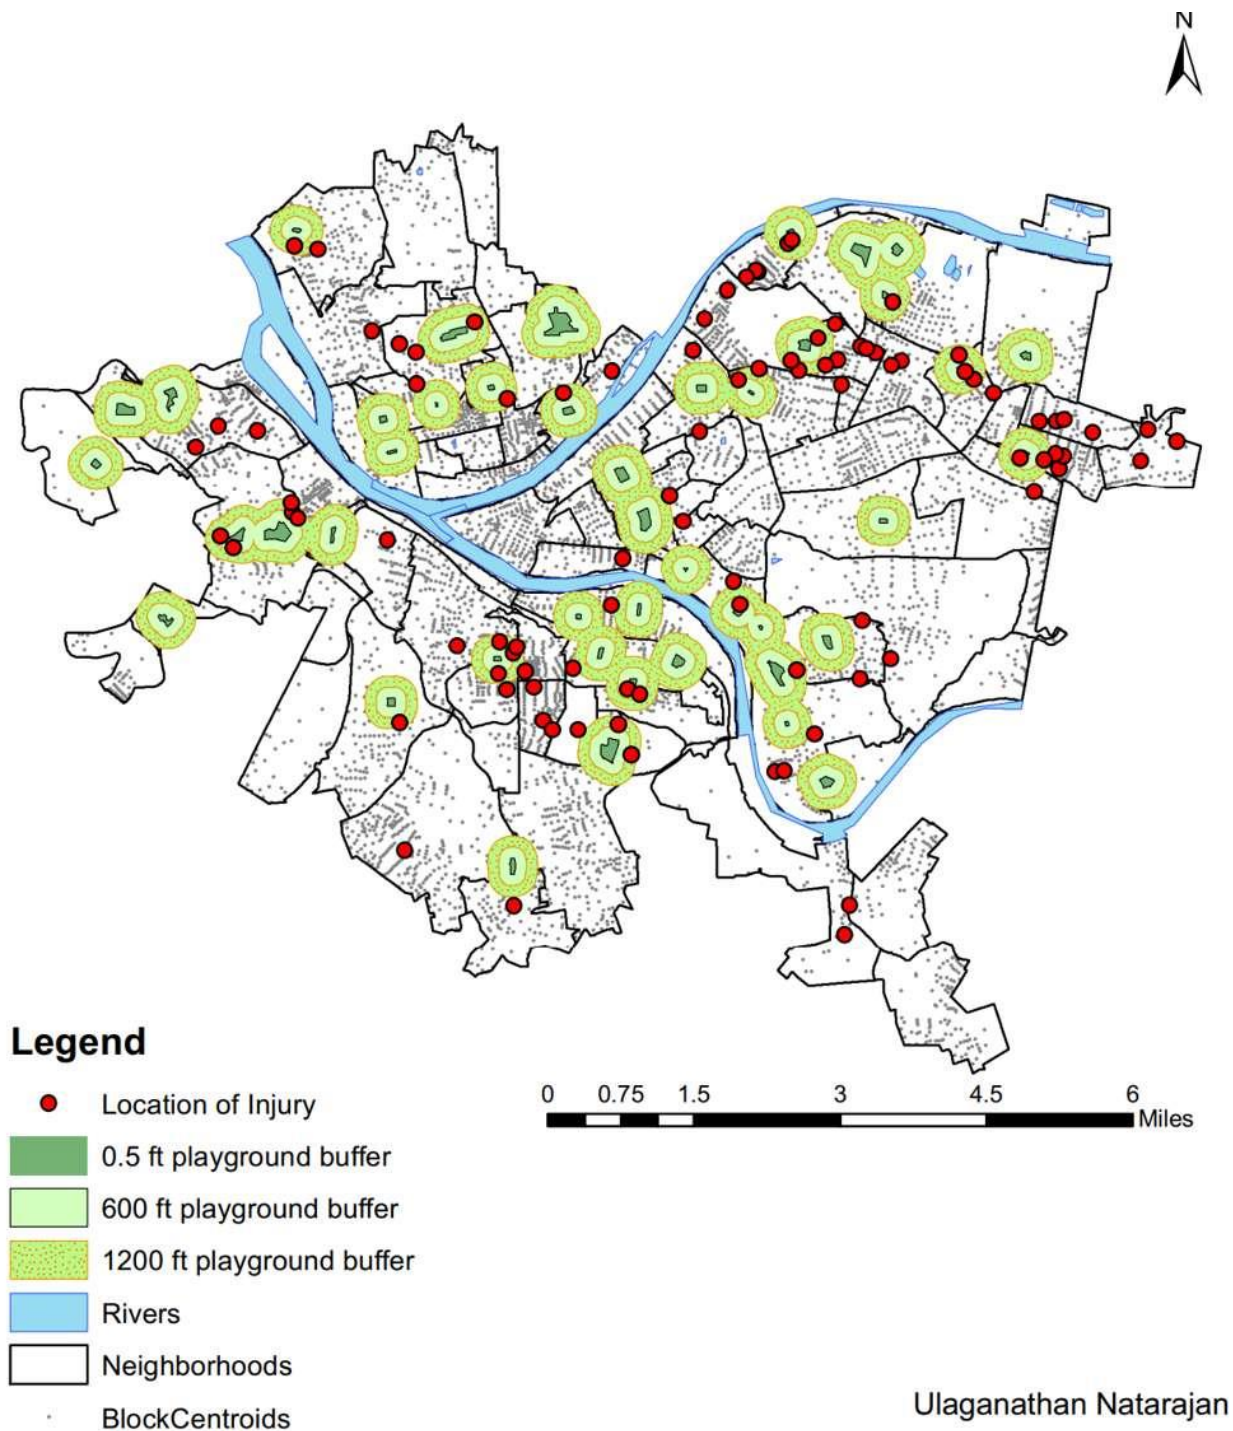 N
Legend
0 0.75 1.5 3 4.5 6
Miles
Location of Injury
0.5 ft playground buffer
600 ft playground buffer
1200 ft playground buffer
Rivers
Neighborhoods
BlockCentroids
Ulaganathan Natarajan